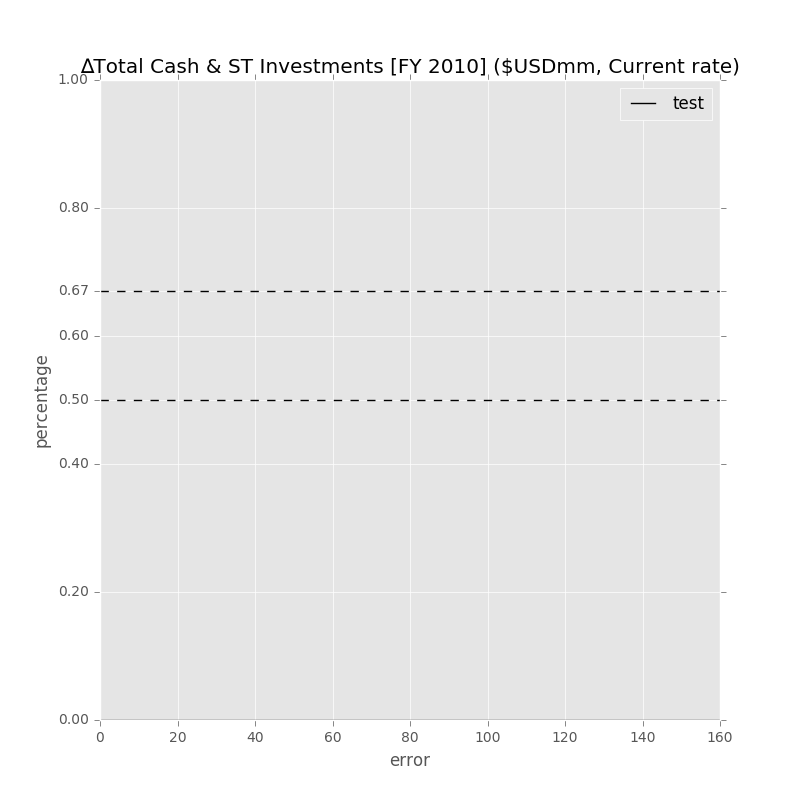 ΔTotal Cash & ST Investments [FY 2010] ($USDmm, Current rate)
test
1.00
0.80
0.67
0.60
0.50
0.40
0.20
0.00
percentage
0 20 40 60 80 100 120 140 160
error